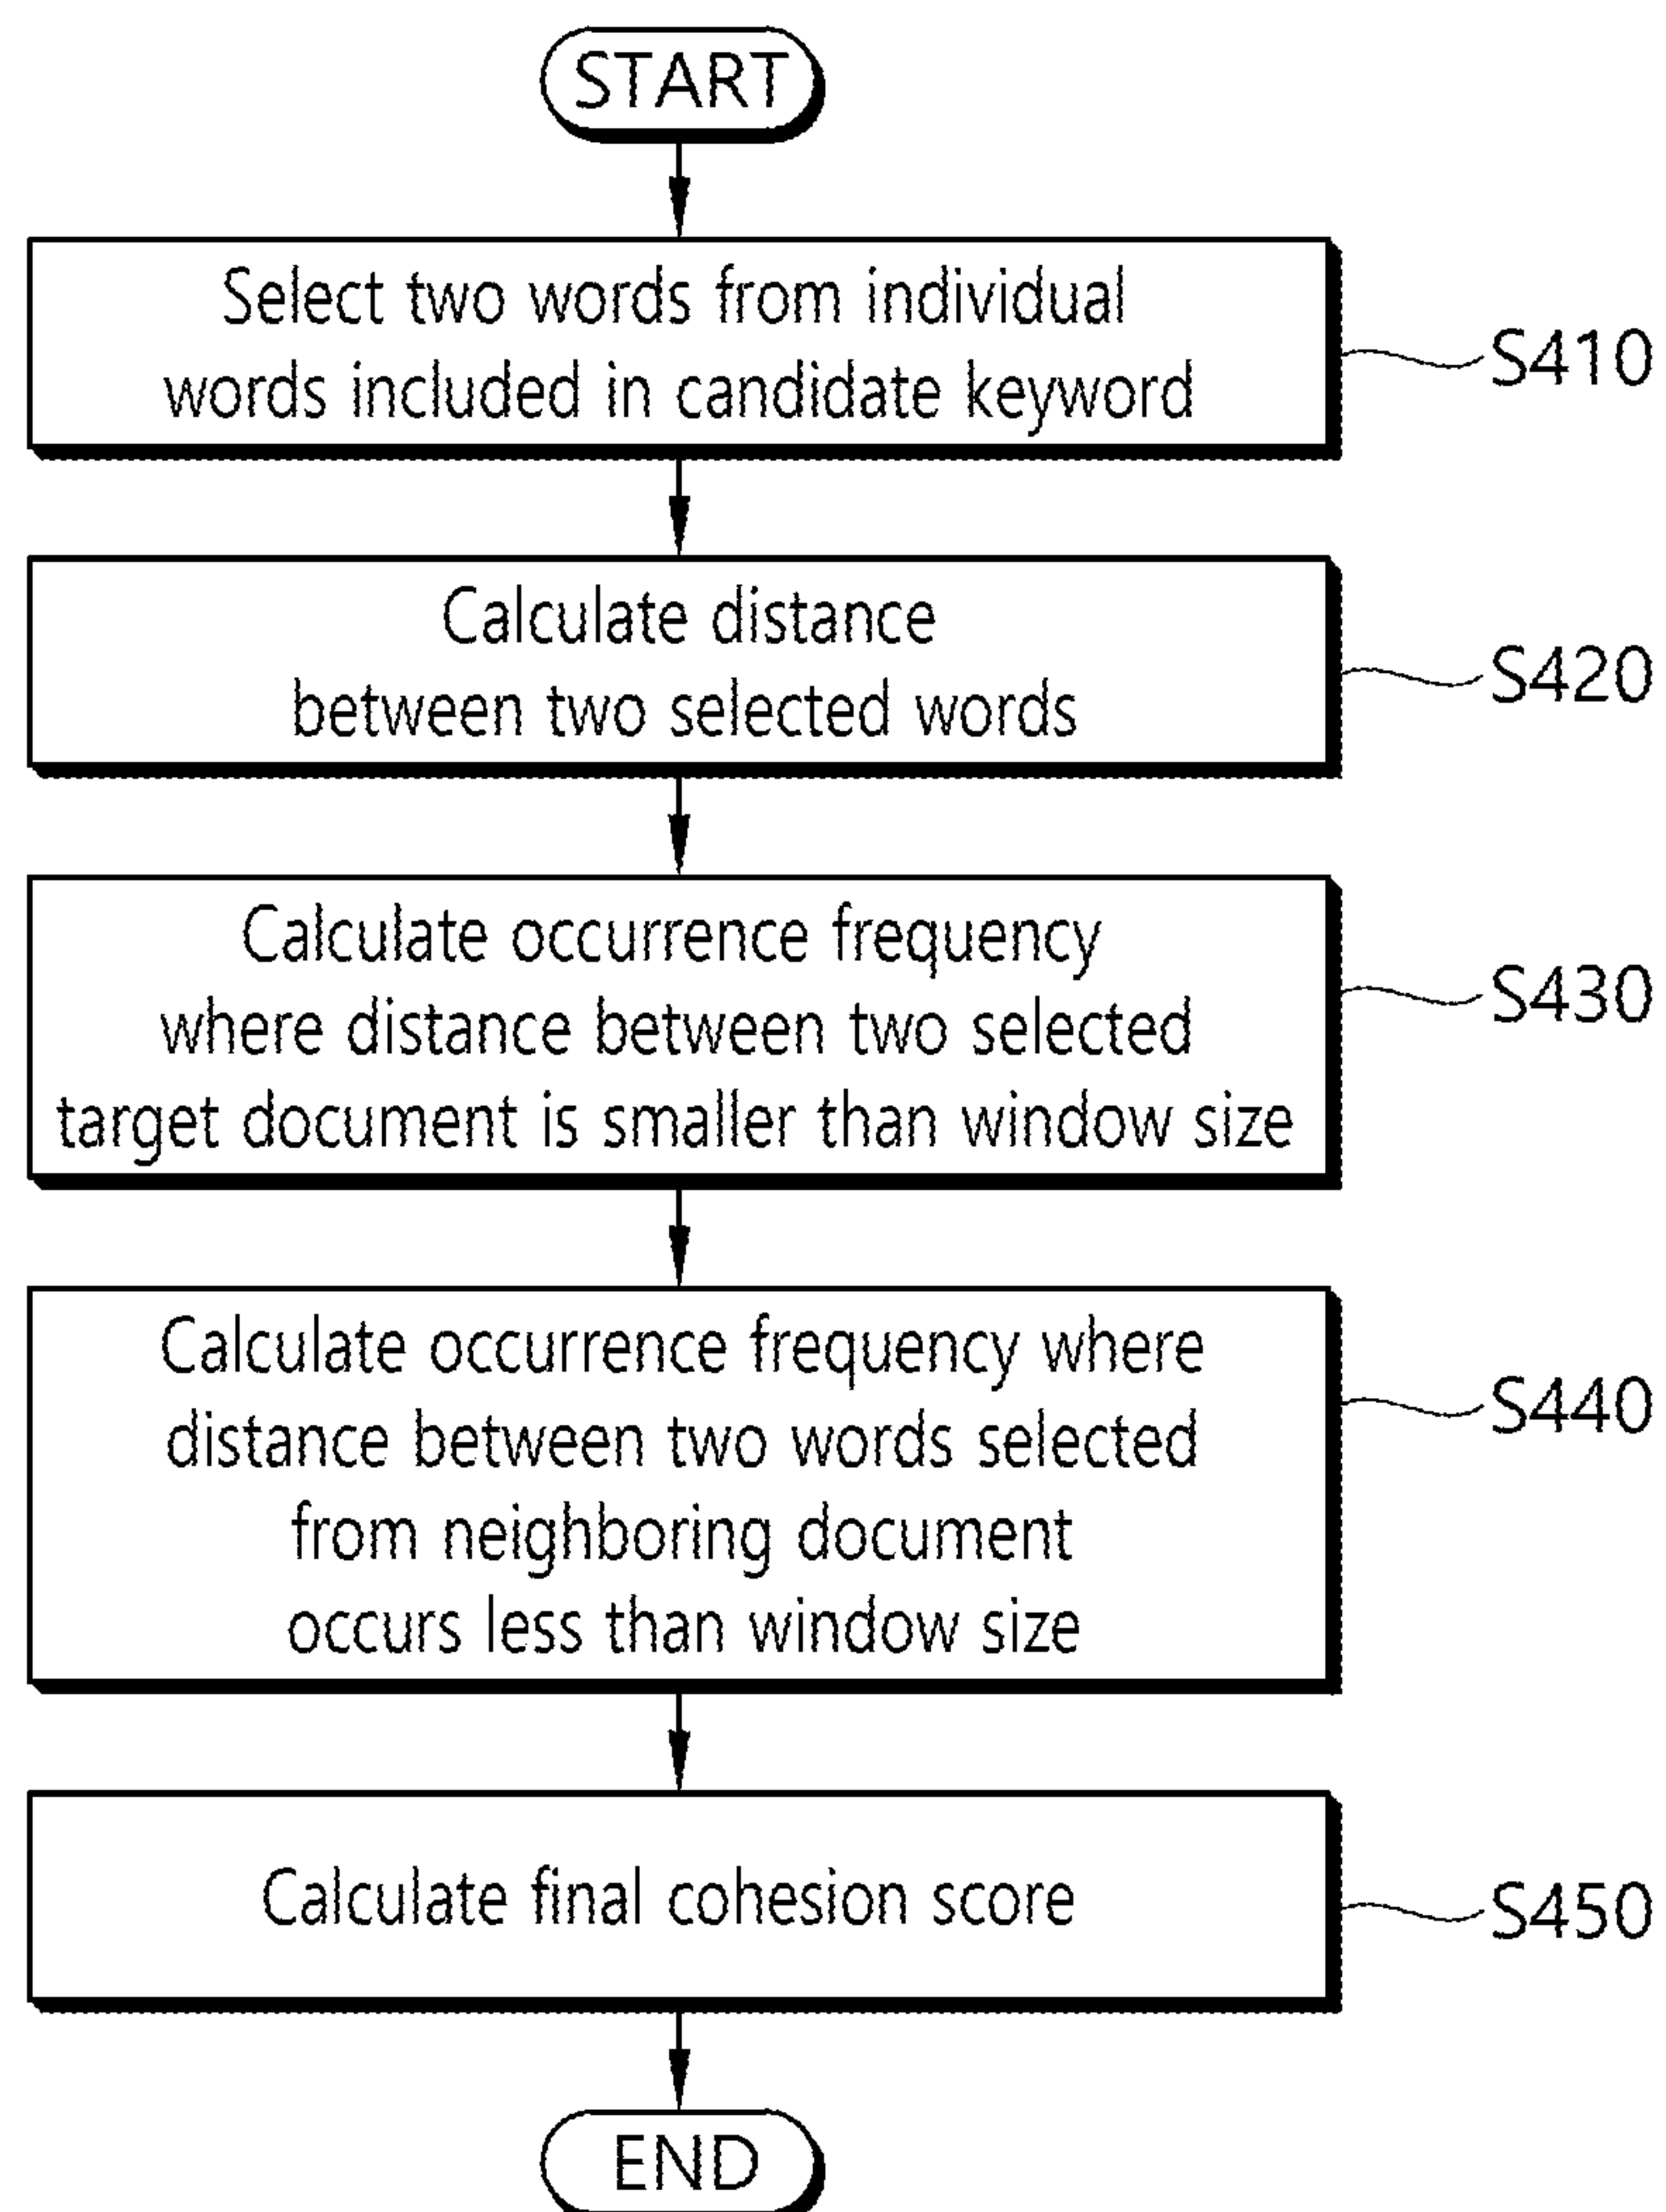 START
Select two words from individual
words included in candidate keyword
S410
Calculate distance
between two selected words
S420
Calculate occurrence frequency
where distance between two selected
target document is smaller than window size
S430
Calculate occurrence frequency where
distance between two words selected
from neighboring document
occurs less than window size
S440
Calculate final cohesion score
S450
END